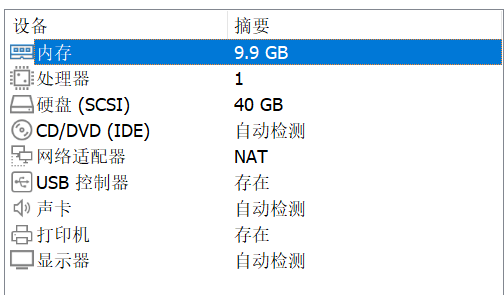 设备 摘要
内存 9.9 GB
处理器 1
硬盘 (SCSI) 40 GB
CD/DVD (IDE) 自动检测
网络适配器 NAT
USB 控制器 存在
声卡 自动检测
打印机 存在
显示器 自动检测